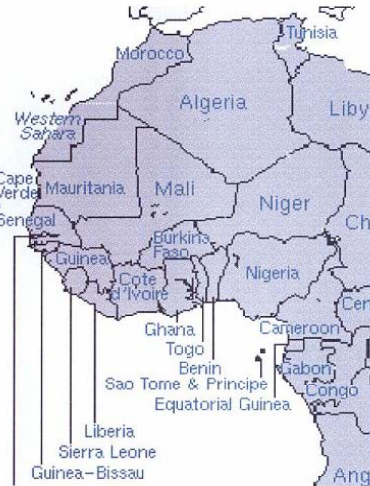 Tunisia
Morocco
Algeria
Liby
Western
Sahara
Cape
Verde
Mauritania
Mali
Niger
Ch
Senegal
Burkina
Faso
Guinea
Nigeria
Cote
d'Ivoire
Cen
Ghana
Cameroon
Togo
Benin
Gabon
Sao Tome & Principe
Equatorial Guinea
Congo
Liberia
Sierra Leone
Guinea-Bissau
Ang